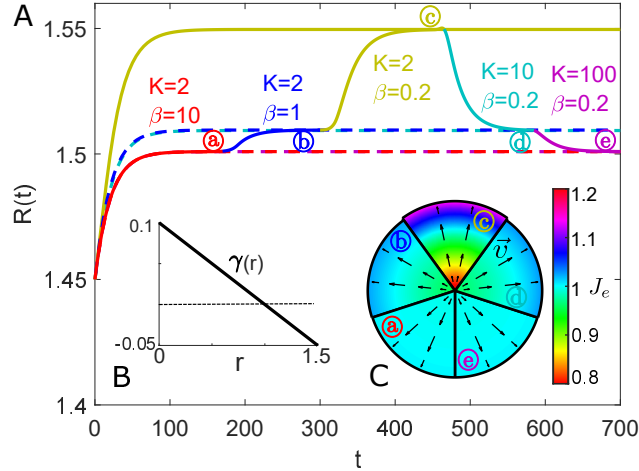 A
1.55
1.5
1.45
1.4
R(t)
c
K=2
β=10
K=2
β=1
K=2
β=0.2
K=10
β=0.2
K=100
β=0.2
a
b
d
e
0.1
γ(r)
-0.05
0
r
1.5
B
b
c
v⃗
d
a
e
C
1.2
1.1
1
0.9
0.8
J_e
0
100
200
300
400
500
600
700
t